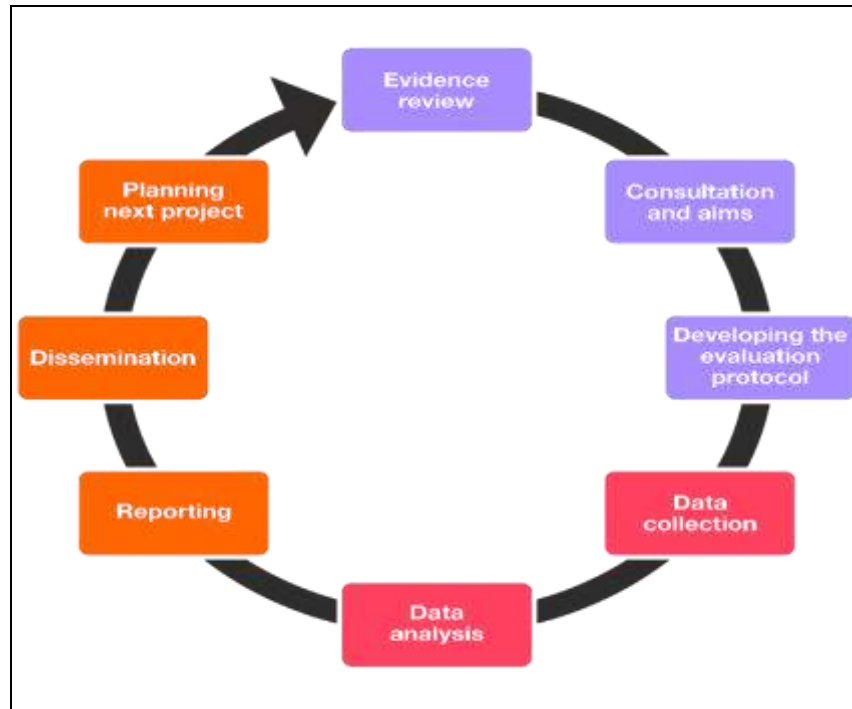 Evidence
review
Consultation
and aims
Developing the
evaluation
protocol
Data
collection
Data
analysis
Reporting
Dissemination
Planning
next project